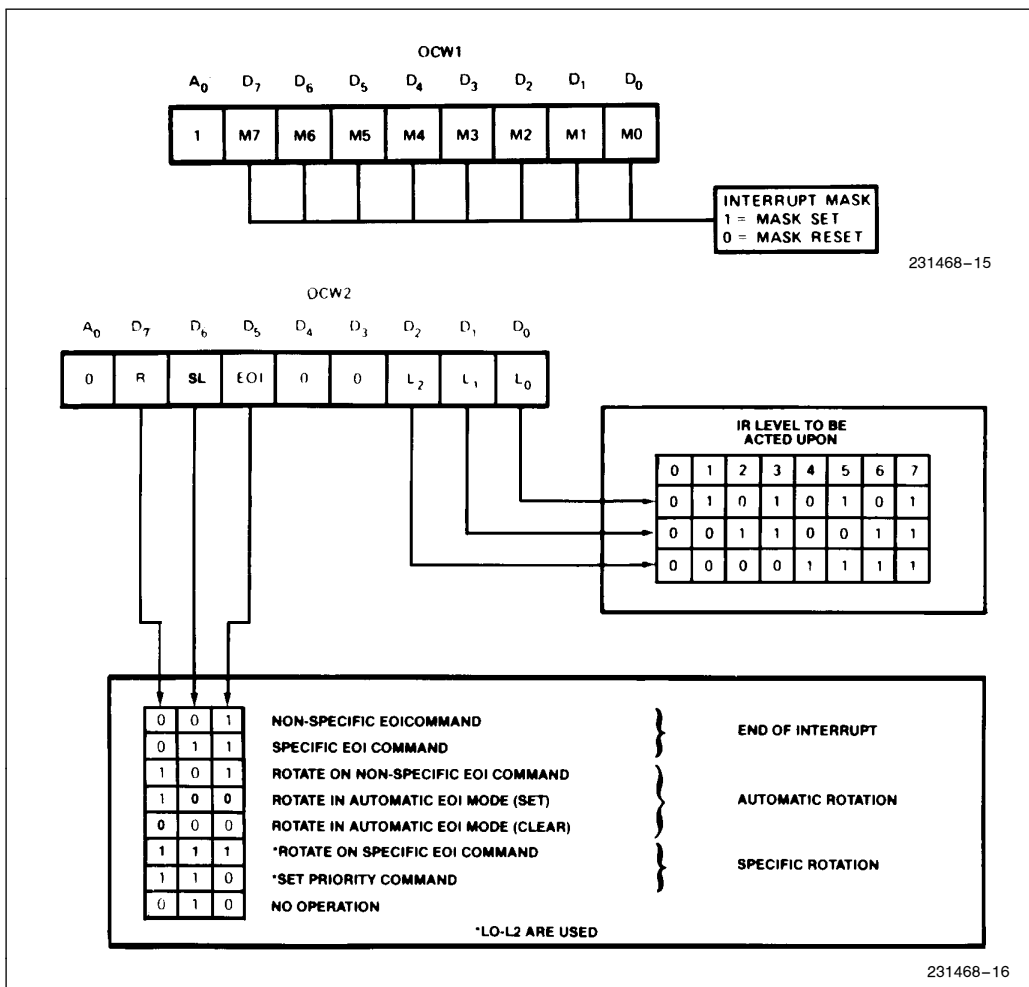 OCW1
A0 D7 D6 D5 D4 D3 D2 D1 D0
1 M7 M6 M5 M4 M3 M2 M1 M0
INTERRUPT MASK
1 = MASK SET
0 = MASK RESET
231468–15
OCW2
A0 D7 D6 D5 D4 D3 D2 D1 D0
0 R SL EOI 0 0 L2 L1 L0
IR LEVEL TO BE
ACTED UPON
0 1 2 3 4 5 6 7
0 1 0 1 0 1 0 1
0 0 1 1 0 0 1 1
0 0 0 0 1 1 1 1
0 0 1 NON-SPECIFIC EOICOMMAND
0 1 1 SPECIFIC EOI COMMAND
END OF INTERRUPT
1 0 1 ROTATE ON NON-SPECIFIC EOI COMMAND
1 0 0 ROTATE IN AUTOMATIC EOI MODE (SET)
0 0 0 ROTATE IN AUTOMATIC EOI MODE (CLEAR)
AUTOMATIC ROTATION
1 1 1 *ROTATE ON SPECIFIC EOI COMMAND
1 1 0 *SET PRIORITY COMMAND
SPECIFIC ROTATION
0 1 0 NO OPERATION
*LO-L2 ARE USED
231468–16